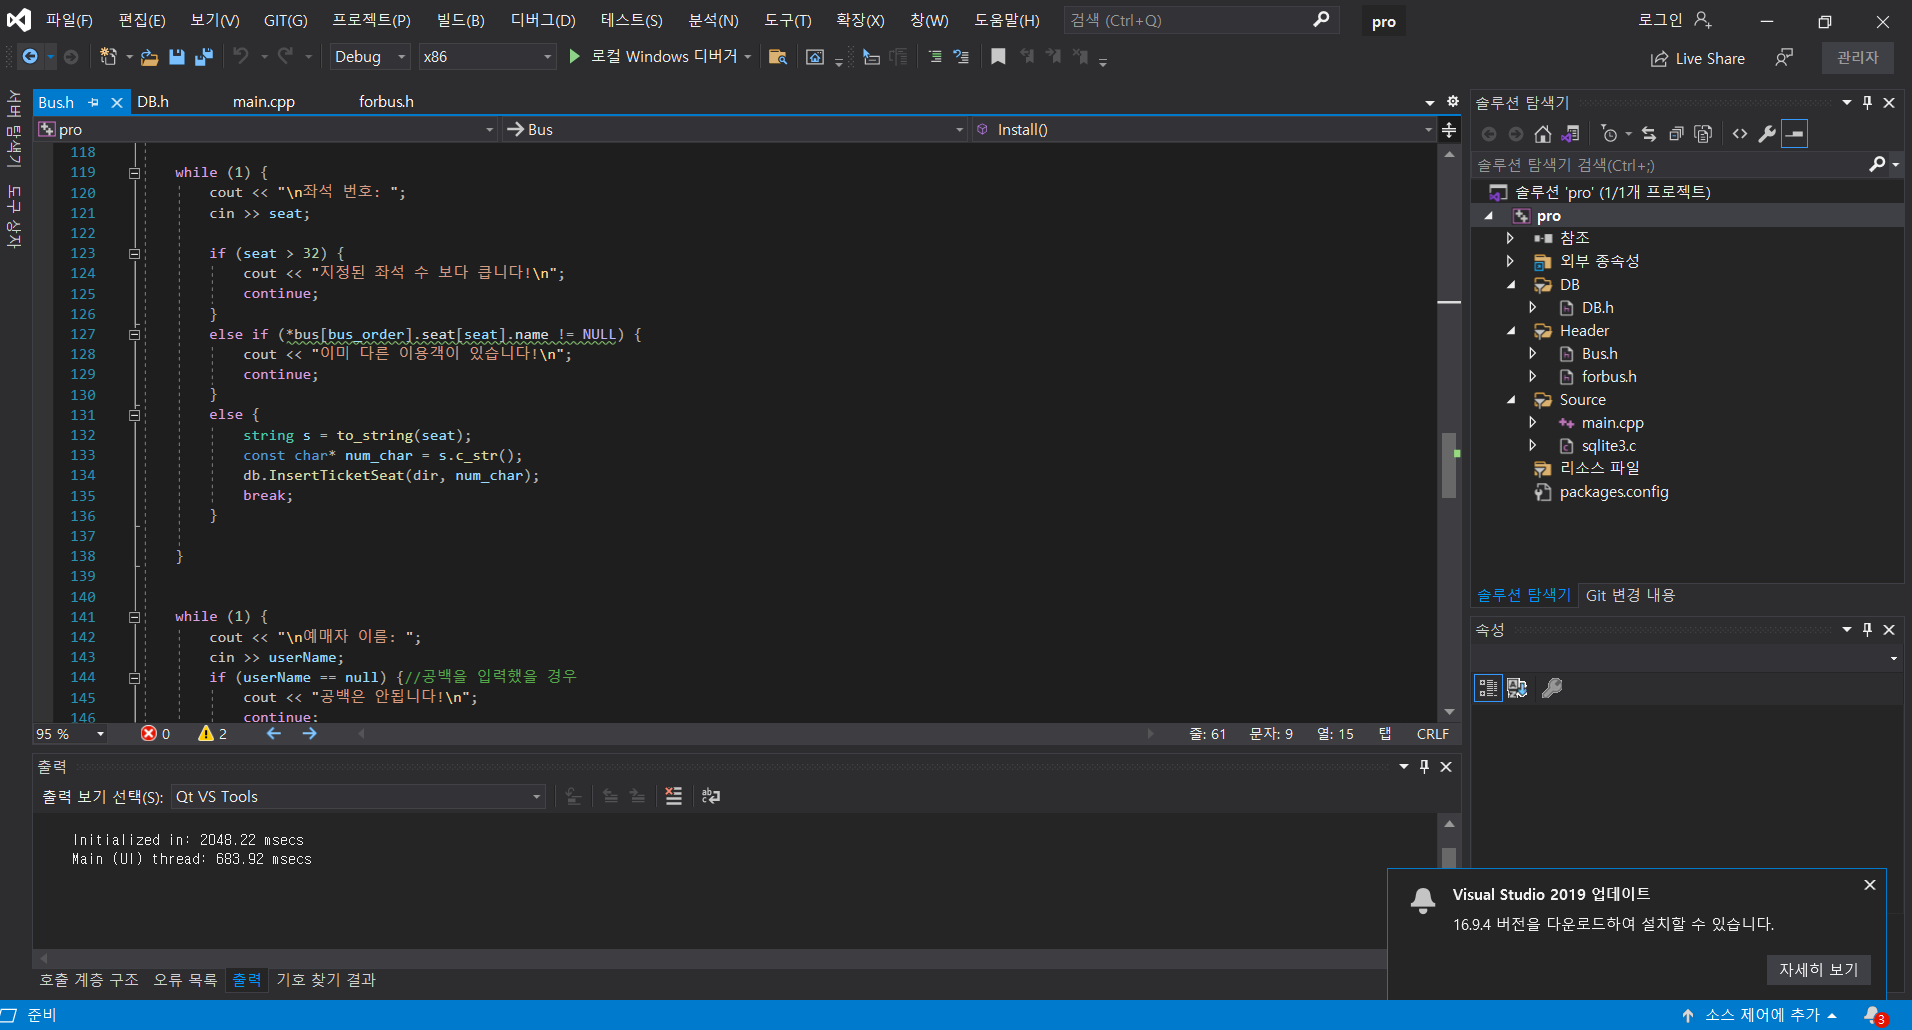 파일(F) 편집(E) 보기(V) GIT(G) 프로젝트(P) 빌드(B) 디버그(D) 테스트(S) 분석(N) 도구(T) 확장(X) 창(W) 도움말(H) 검색 (Ctrl+Q) pro 로그인
Debug x86 로컬 Windows 디버거 Live Share 관리자
서버 탐색기
도구 상자
Bus.h DB.h main.cpp forbus.h
pro Bus Install()
118
119 while (1) {
120 cout << "\n좌석 번호: ";
121 cin >> seat;
122
123 if (seat > 32) {
124 cout << "지정된 좌석 수 보다 큽니다!\n";
125 continue;
126 }
127 else if (*bus[bus_order].seat[seat].name != NULL) {
128 cout << "이미 다른 이용객이 있습니다!\n";
129 continue;
130 }
131 else {
132 string s = to_string(seat);
133 const char* num_char = s.c_str();
134 db.InsertTicketSeat(dir, num_char);
135 break;
136 }
137
138 }
139
140
141 while (1) {
142 cout << "\n예매자 이름: ";
143 cin >> userName;
144 if (userName == null) {//공백을 입력했을 경우
145 cout << "공백은 안됩니다!\n";
146 continue;
95 % 0 2 줄: 61 문자: 9 열: 15 탭 CRLF
출력
출력 보기 선택(S): Qt VS Tools
Initialized in: 2048.22 msecs
Main (UI) thread: 683.92 msecs
호출 계층 구조 오류 목록 출력 기호 찾기 결과
솔루션 탐색기
솔루션 탐색기 검색(Ctrl+;)
솔루션 'pro' (1/1개 프로젝트)
pro
참조
외부 종속성
DB
DB.h
Header
Bus.h
forbus.h
Source
main.cpp
sqlite3.c
리소스 파일
packages.config
솔루션 탐색기 Git 변경 내용
속성
Visual Studio 2019 업데이트
16.9.4 버전을 다운로드하여 설치할 수 있습니다.
자세히 보기
준비 소스 제어에 추가 3